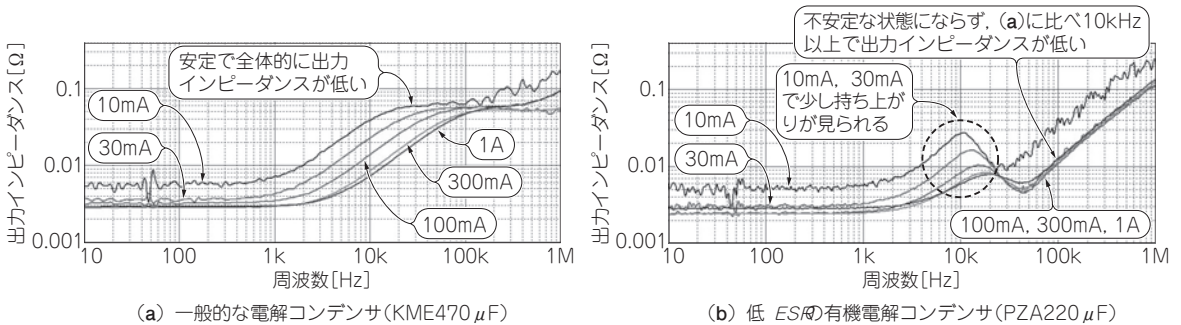 出力インピーダンス[Ω]
0.1
0.01
0.001
安定で全体的に出力
インピーダンスが低い
10mA
30mA
1A
300mA
100mA
10
100
1k
10k
100k
1M
周波数[Hz]
(a) 一般的な電解コンデンサ(KME470μF)
出力インピーダンス[Ω]
0.1
0.01
0.001
不安定な状態にならず,(a)に比べ10kHz
以上で出力インピーダンスが低い
10mA, 30mA
で少し持ち上が
りが見られる
10mA
30mA
100mA, 300mA, 1A
10
100
1k
10k
100k
1M
周波数[Hz]
(b) 低 ESRの有機電解コンデンサ(PZA220μF)